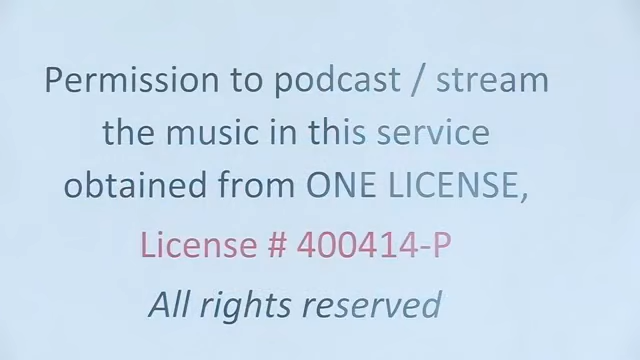 Permission to podcast / stream
the music in this service
obtained from ONE LICENSE,
License # 400414-P
All rights reserved